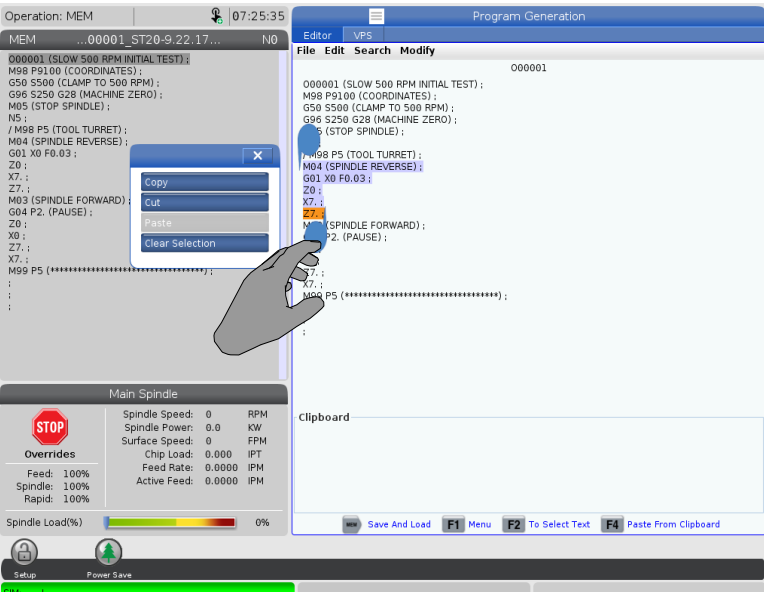 Operation: MEM
07:25:35
MEM ...00001_ST20-9.22.17... N0
O00001 (SLOW 500 RPM INITIAL TEST) ;
M98 P9100 (COORDINATES) ;
G50 S500 (CLAMP TO 500 RPM) ;
G96 S250 G28 (MACHINE ZERO) ;
M05 (STOP SPINDLE) ;
N5 ;
/ M98 P5 (TOOL TURRET) ;
M04 (SPINDLE REVERSE) ;
G01 X0 F0.03 ;
Z0 ;
X7. ;
Z7. ;
M03 (SPINDLE FORWARD)
G04 P2. (PAUSE) ;
Z0 ;
X0 ;
Z7. ;
X7. ;
M99 P5 (**********************************) ;
;
;
;
X
Copy
Cut
Paste
Clear Selection
Program Generation
Editor VPS
File Edit Search Modify
O00001
O00001 (SLOW 500 RPM INITIAL TEST) ;
M98 P9100 (COORDINATES) ;
G50 S500 (CLAMP TO 500 RPM) ;
G96 S250 G28 (MACHINE ZERO) ;
5 (STOP SPINDLE) ;
/ M98 P5 (TOOL TURRET) ;
M04 (SPINDLE REVERSE) ;
G01 X0 F0.03 ;
Z0 ;
X7. ;
Z7. ;
M (SPINDLE FORWARD) ;
P2. (PAUSE) ;
;
Z7. ;
X7. ;
M99 P5 (**********************************) ;
;
Clipboard
Save And Load F1 Menu F2 To Select Text F4 Paste From Clipboard
Main Spindle
STOP
Overrides
Feed: 100%
Spindle: 100%
Rapid: 100%
Spindle Speed: 0 RPM
Spindle Power: 0.0 KW
Surface Speed: 0 FPM
Chip Load: 0.000 IPT
Feed Rate: 0.0000 IPM
Active Feed: 0.0000 IPM
Spindle Load(%) 0%
Setup
Power Save